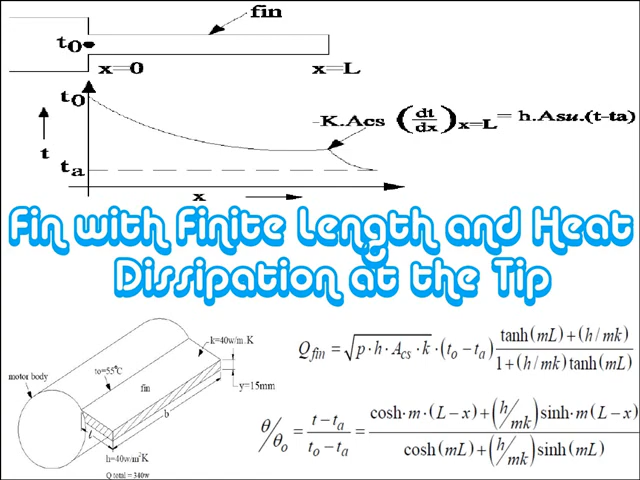 fin
to
x=0
x=L
to
-K.Acs (dt/dx)x=L = h.Asu.(t-ta)
t
ta
x
Fin with Finite Length and Heat
Dissipation at the Tip
k=40w/m.K
to=55°C
motor body
fin
y=15mm
b
ℓ
h=40w/m²K
Q total = 340w
Q_fin = √(p·h·A_cs·k)·(t_o − t_a) (tanh(mL)+(h/mk))/(1+(h/mk)tanh(mL))
θ/θ_o = (t − t_a)/(t_o − t_a) = (cosh·m·(L−x)+(h/mk)sinh·m(L−x))/(cosh(mL)+(h/mk)sinh(mL))